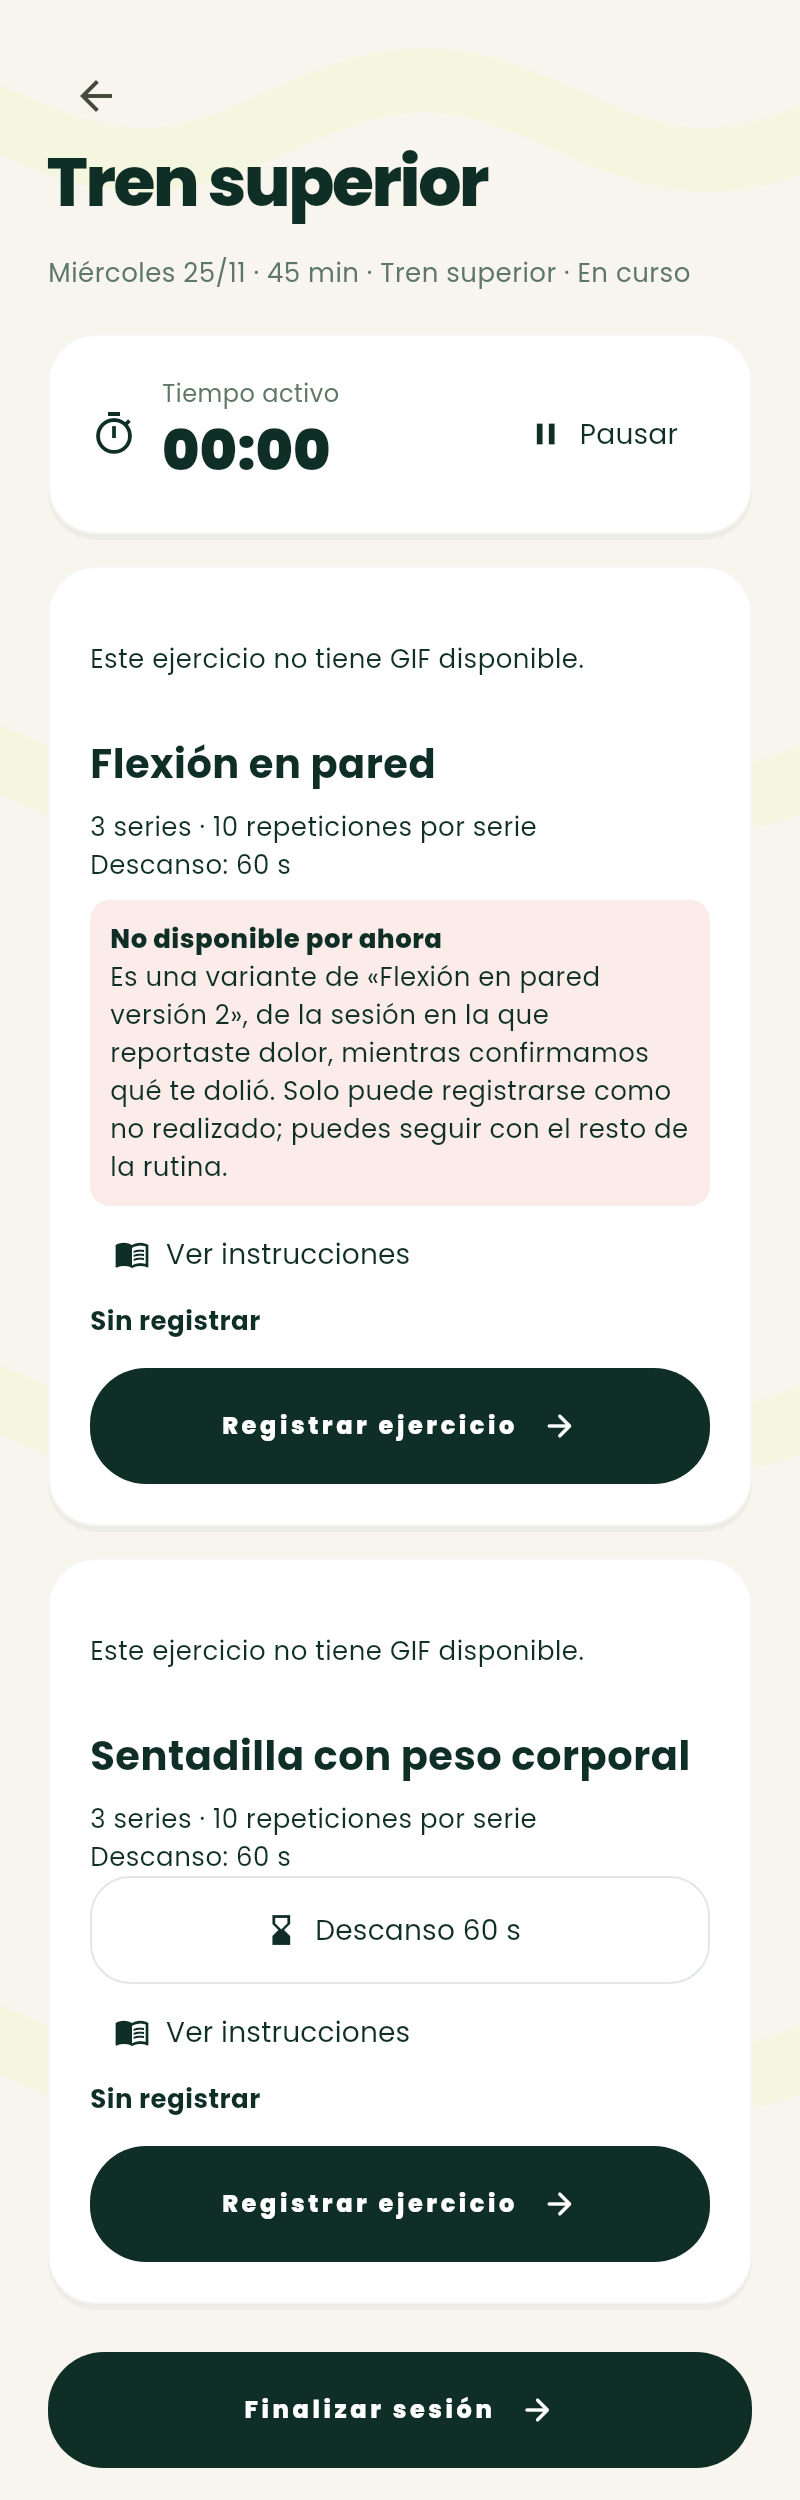 Tren superior
Miércoles 25/11 · 45 min · Tren superior · En curso
Tiempo activo
00:00
Pausar
Este ejercicio no tiene GIF disponible.
Flexión en pared
3 series · 10 repeticiones por serie
Descanso: 60 s
No disponible por ahora
Es una variante de «Flexión en pared
versión 2», de la sesión en la que
reportaste dolor, mientras confirmamos
qué te dolió. Solo puede registrarse como
no realizado; puedes seguir con el resto de
la rutina.
Ver instrucciones
Sin registrar
Registrar ejercicio
Este ejercicio no tiene GIF disponible.
Sentadilla con peso corporal
3 series · 10 repeticiones por serie
Descanso: 60 s
Descanso 60 s
Ver instrucciones
Sin registrar
Registrar ejercicio
Finalizar sesión